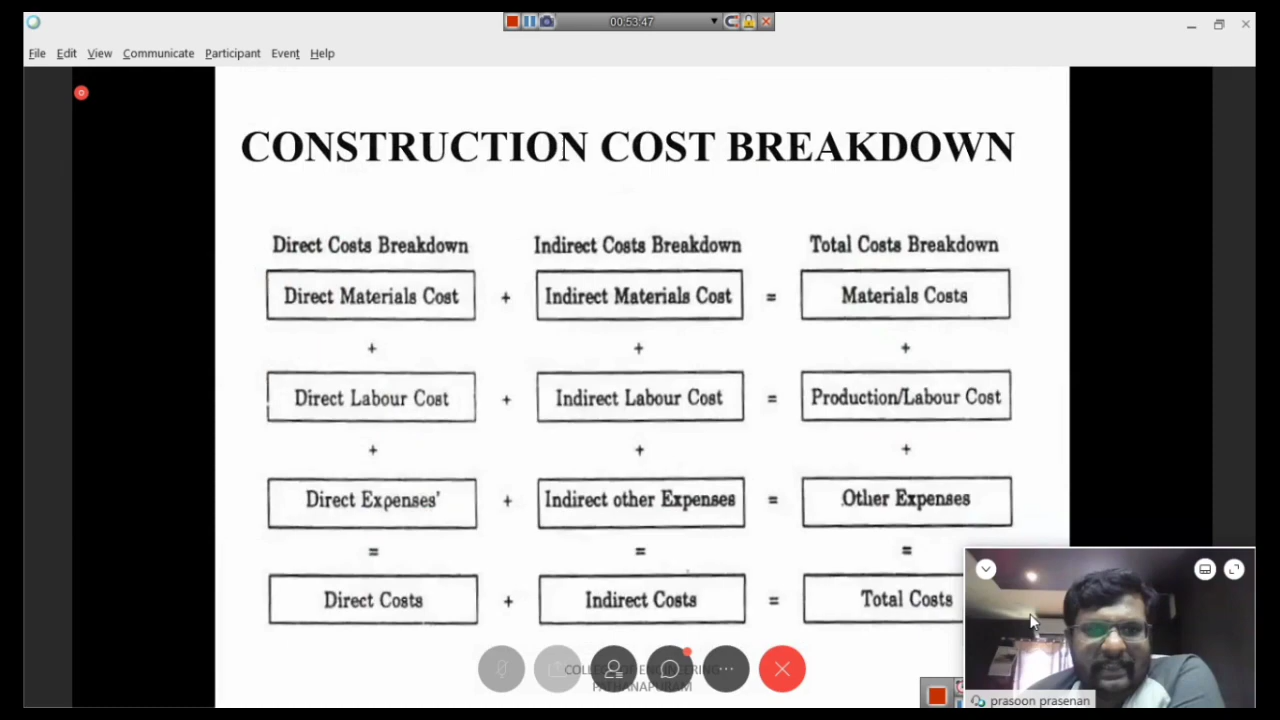 00:53:47
File Edit View Communicate Participant Event Help
CONSTRUCTION COST BREAKDOWN
Direct Costs Breakdown Indirect Costs Breakdown Total Costs Breakdown
Direct Materials Cost + Indirect Materials Cost = Materials Costs
+ + +
Direct Labour Cost + Indirect Labour Cost = Production/Labour Cost
+ + +
Direct Expenses' + Indirect other Expenses = Other Expenses
= = =
Direct Costs + Indirect Costs = Total Costs
PATHANAPURAM
prasoon prasenan